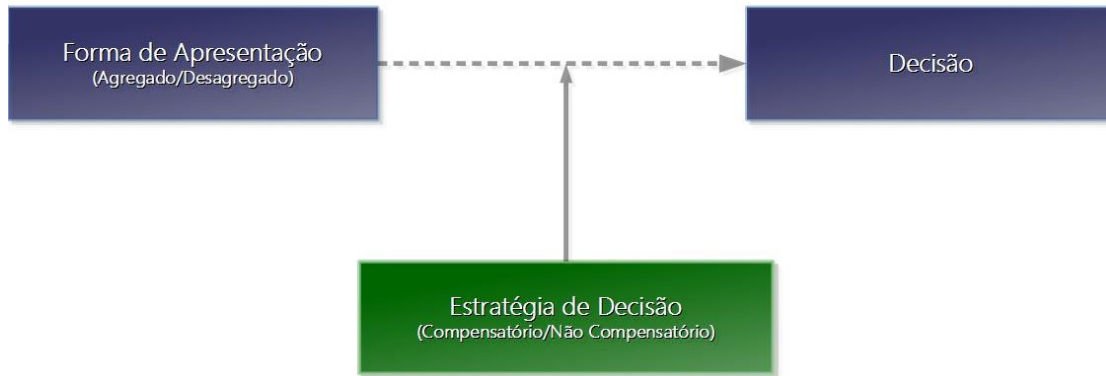 Forma de Apresentação
(Agregado/Desagregado)
Decisão
Estratégia de Decisão
(Compensatório/Não Compensatório)